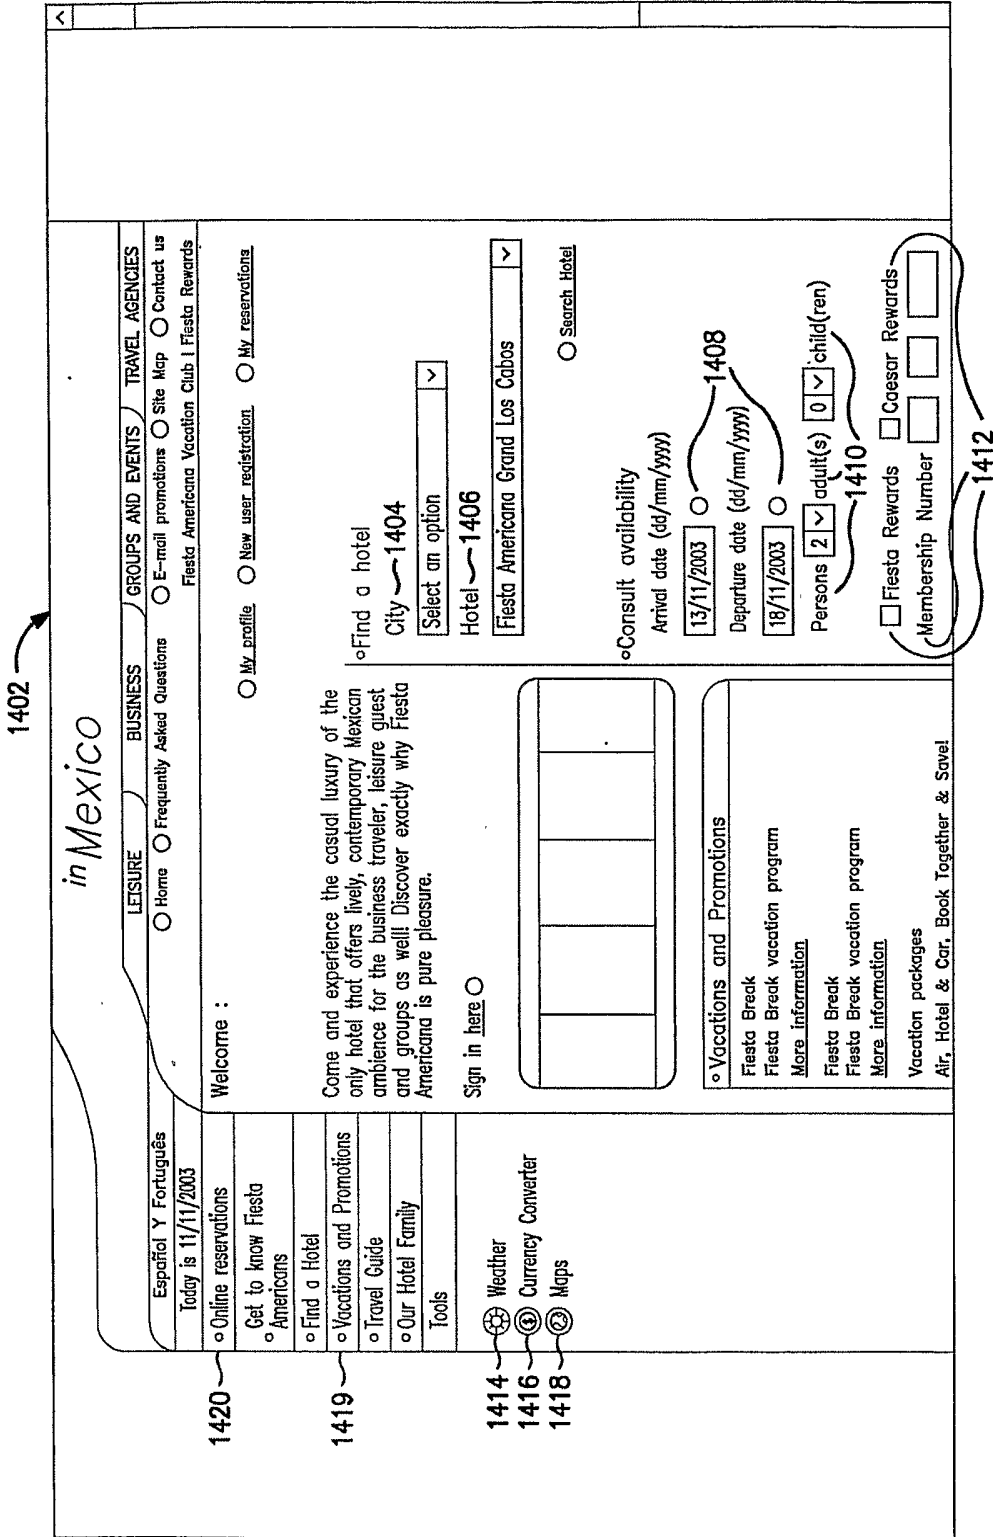 1402
in Mexico
LEISURE BUSINESS GROUPS AND EVENTS TRAVEL AGENCIES
Home Frequently Asked Questions E-mail promotions Site Map Contact us
Fiesta Americana Vacation Club | Fiesta Rewards
Español Y Fortuguês
Today is 11/11/2003
1420
Online reservations
Get to know Fiesta
Americans
Find a Hotel
1419
Vacations and Promotions
Travel Guide
Our Hotel Family
Tools
1414
Weather
1416
Currency Converter
1418
Maps
Welcome :
My profile New user registration My reservations
Come and experience the casual luxury of the
only hotel that offers lively, contemporary Mexican
ambience for the business traveler, leisure guest
and groups as well! Discover exactly why Fiesta
Americana is pure pleasure.
Sign in here
Vacations and Promotions
Fiesta Break
Fiesta Break vacation program
More information
Fiesta Break
Fiesta Break vacation program
More information
Vacation packages
Air, Hotel & Car, Book Together & Save!
Find a hotel
City 1404
Select an option
Hotel 1406
Fiesta Americana Grand Los Cabos
Search Hotel
Consult availability
Arrival date (dd/mm/yyyy)
13/11/2003
1408
Departure date (dd/mm/yyyy)
18/11/2003
Persons 2 adult(s) 0 child(ren)
1410
Fiesta Rewards Caesar Rewards
Membership Number
1412